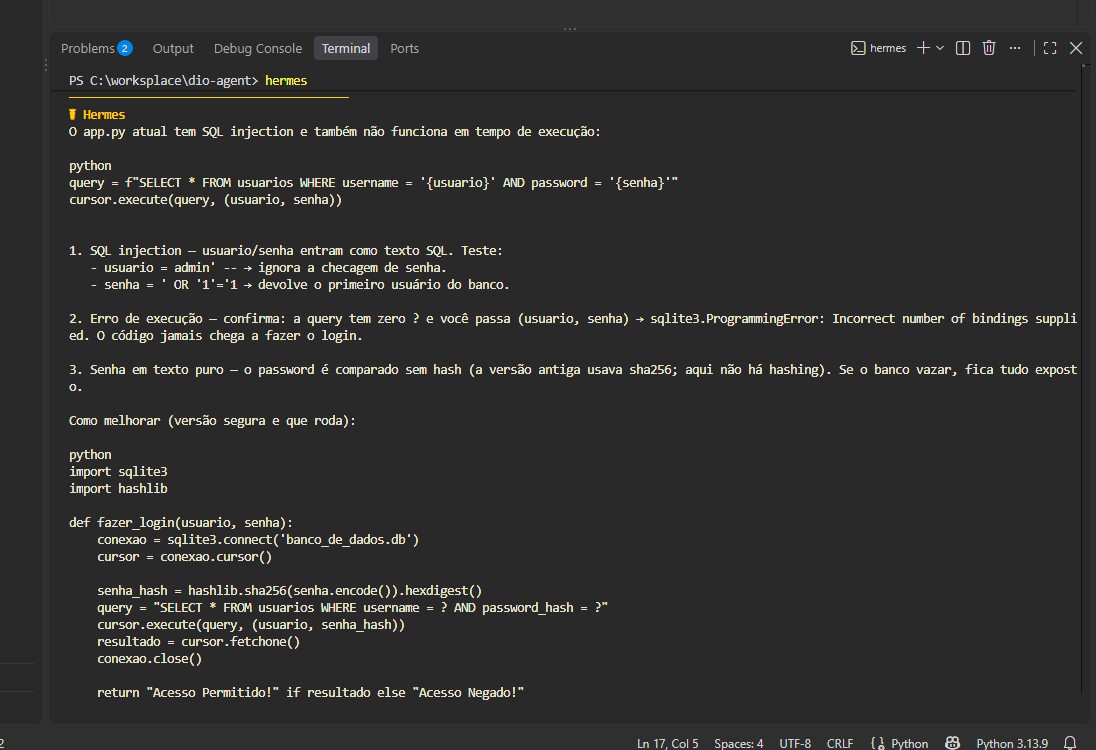 Problems 2 Output Debug Console Terminal Ports hermes
PS C:\worksplace\dio-agent> hermes
Hermes
O app.py atual tem SQL injection e também não funciona em tempo de execução:
python
query = f"SELECT * FROM usuarios WHERE username = '{usuario}' AND password = '{senha}'"
cursor.execute(query, (usuario, senha))
1. SQL injection — usuario/senha entram como texto SQL. Teste:
- usuario = admin' -- → ignora a checagem de senha.
- senha = ' OR '1'='1 → devolve o primeiro usuário do banco.
2. Erro de execução — confirma: a query tem zero ? e você passa (usuario, senha) → sqlite3.ProgrammingError: Incorrect number of bindings suppli
ed. O código jamais chega a fazer o login.
3. Senha em texto puro — o password é comparado sem hash (a versão antiga usava sha256; aqui não há hashing). Se o banco vazar, fica tudo expost
o.
Como melhorar (versão segura e que roda):
python
import sqlite3
import hashlib
def fazer_login(usuario, senha):
conexao = sqlite3.connect('banco_de_dados.db')
cursor = conexao.cursor()
senha_hash = hashlib.sha256(senha.encode()).hexdigest()
query = "SELECT * FROM usuarios WHERE username = ? AND password_hash = ?"
cursor.execute(query, (usuario, senha_hash))
resultado = cursor.fetchone()
conexao.close()
return "Acesso Permitido!" if resultado else "Acesso Negado!"
2 Ln 17, Col 5 Spaces: 4 UTF-8 CRLF Python Python 3.13.9